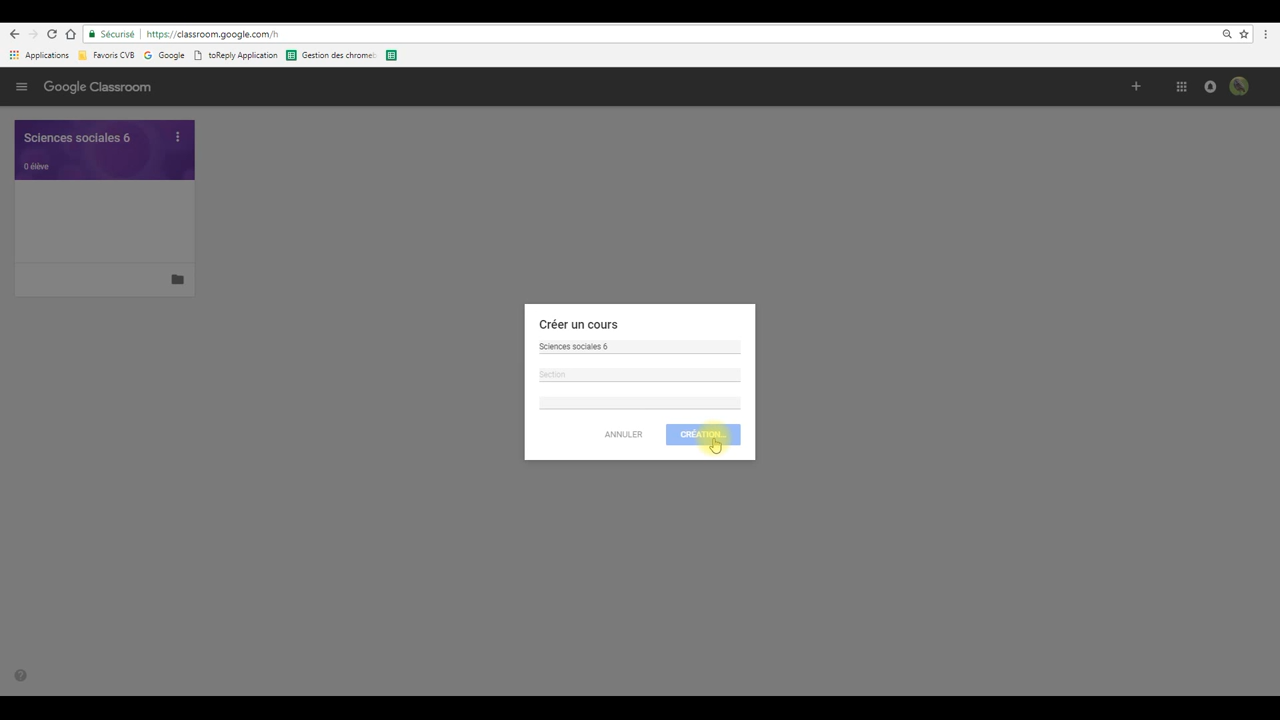 Sécurisé https://classroom.google.com/h
Applications Favoris CVB Google toReply Application Gestion des chromeb
Google Classroom
Sciences sociales 6
0 élève
Créer un cours
Sciences sociales 6
Section
ANNULER CRÉATION...